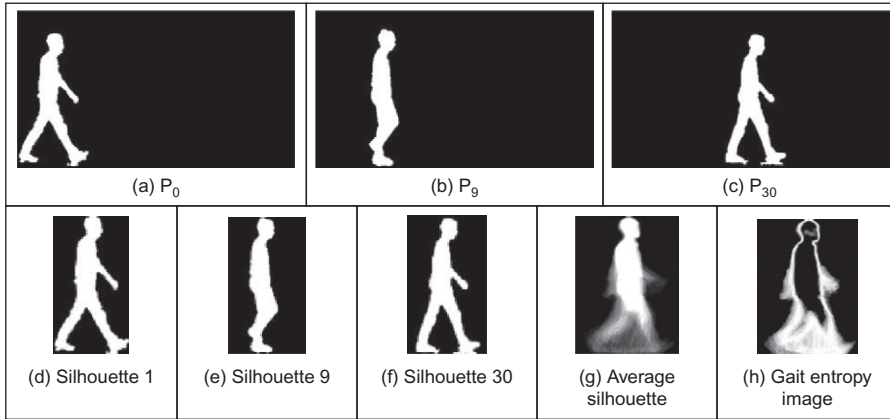 (a) P0
(b) P9
(c) P30
(d) Silhouette 1
(e) Silhouette 9
(f) Silhouette 30
(g) Average
silhouette
(h) Gait entropy
image